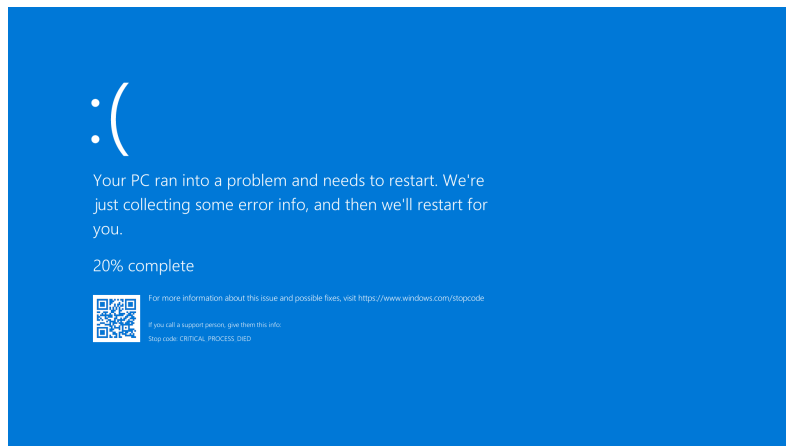 :(
Your PC ran into a problem and needs to restart. We're
just collecting some error info, and then we'll restart for
you.
20% complete
For more information about this issue and possible fixes, visit https://www.windows.com/stopcode
If you call a support person, give them this info:
Stop code: CRITICAL PROCESS DIED